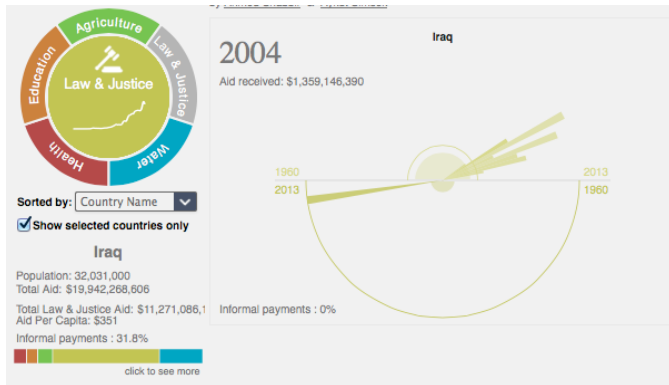 Agriculture
Law & Justice
Education
Law & Justice
Health
Water
Sorted by: Country Name
Show selected countries only
Iraq
Population: 32,031,000
Total Aid: $19,942,268,606
Total Law & Justice Aid: $11,271,086,1
Aid Per Capita: $351
Informal payments : 31.8%
click to see more
Iraq
2004
Aid received: $1,359,146,390
1960 2013
2013 1960
Informal payments : 0%